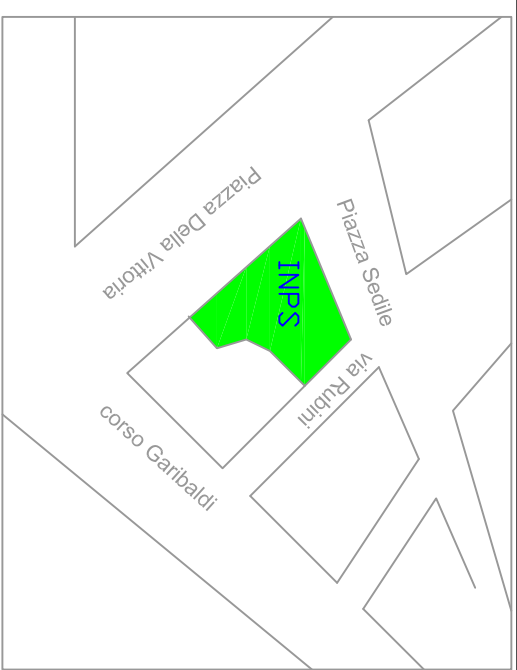 Piazza Della Vittoria
Piazza Sedile
INPS
via Rubini
corso Garibaldi